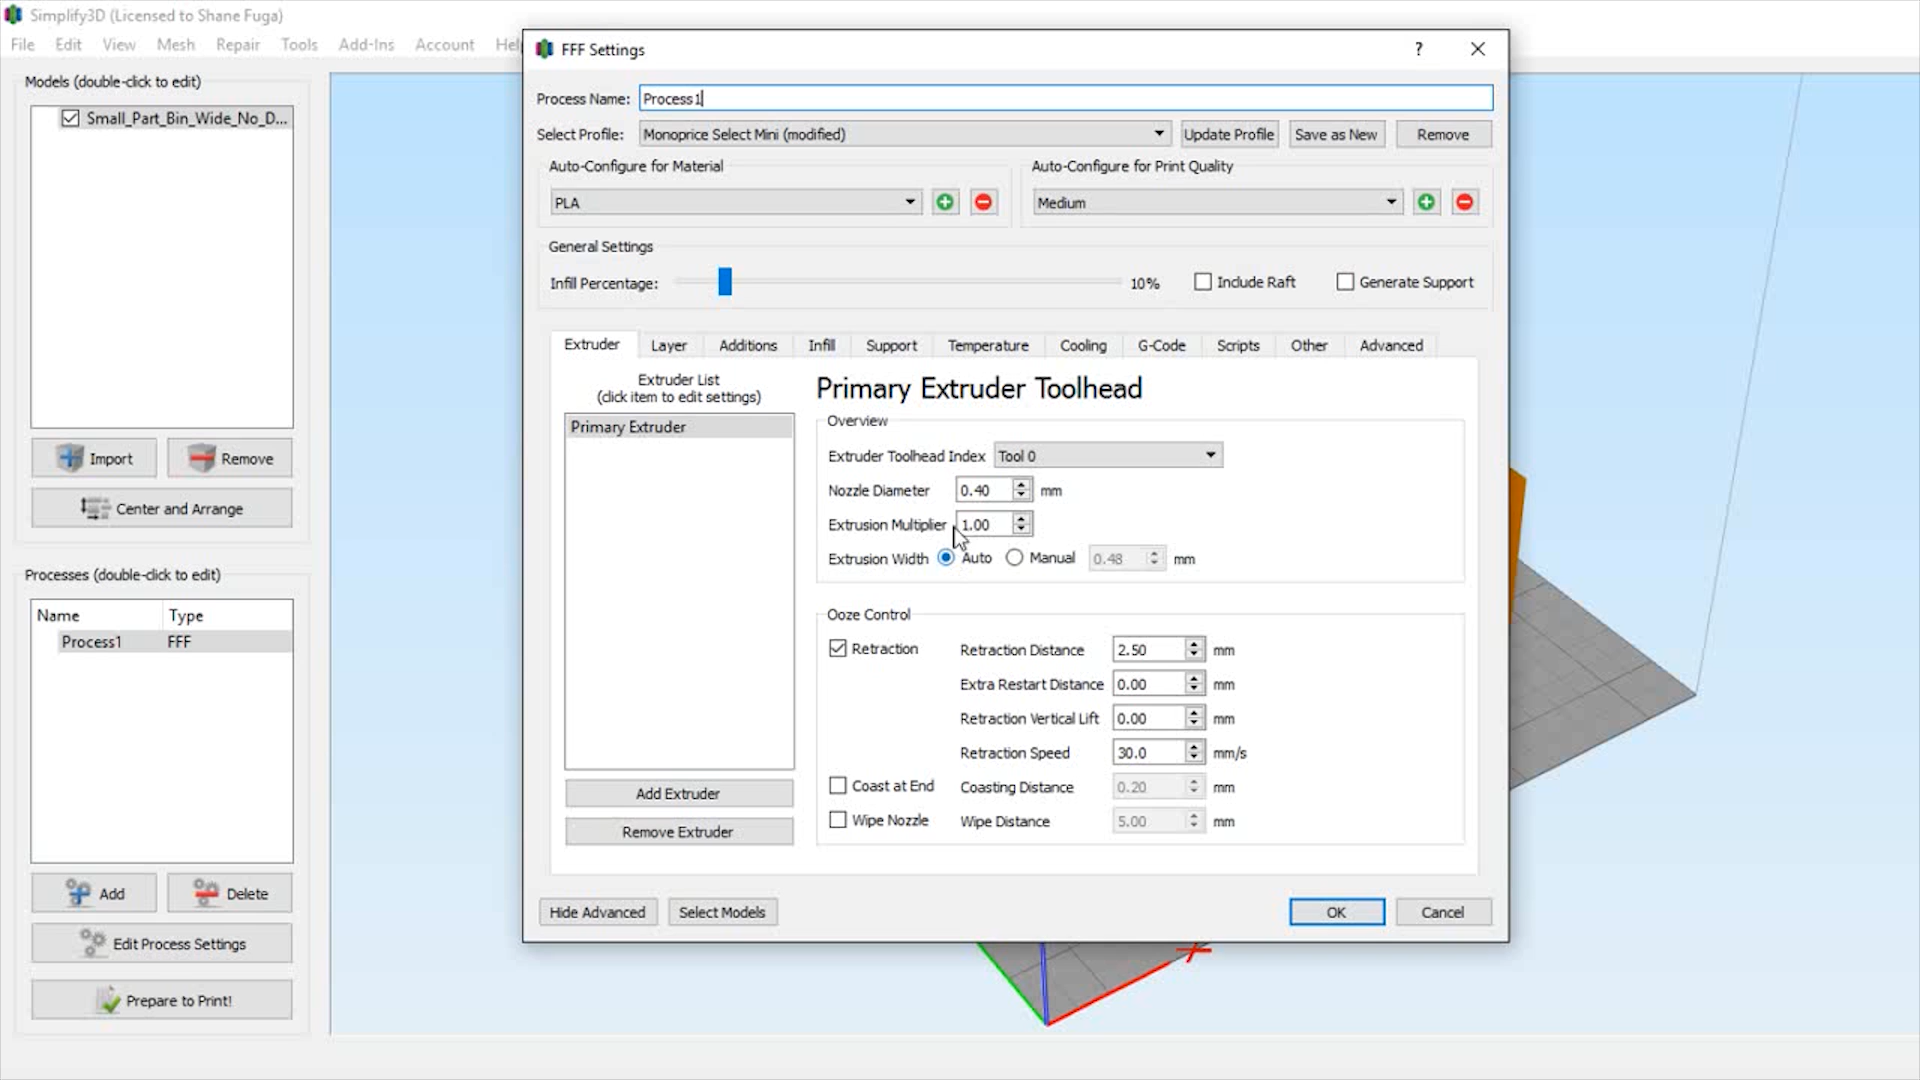 Simplify3D (Licensed to Shane Fuga)
File Edit View Mesh Repair Tools Add-Ins Account
Models (double-click to edit)
Small_Part_Bin_Wide_No_D...
Import Remove
Center and Arrange
Processes (double-click to edit)
Name Type
Process1 FFF
Add Delete
Edit Process Settings
Prepare to Print!
FFF Settings ?
Process Name: Process1
Select Profile: Monoprice Select Mini (modified) Update Profile Save as New Remove
Auto-Configure for Material Auto-Configure for Print Quality
PLA Medium
General Settings
Infill Percentage: 10% Include Raft Generate Support
Extruder Layer Additions Infill Support Temperature Cooling G-Code Scripts Other Advanced
Extruder List
(click item to edit settings)
Primary Extruder
Add Extruder
Remove Extruder
Primary Extruder Toolhead
Overview
Extruder Toolhead Index Tool 0
Nozzle Diameter 0.40 mm
Extrusion Multiplier 1.00
Extrusion Width Auto Manual 0.48 mm
Ooze Control
Retraction Retraction Distance 2.50 mm
Extra Restart Distance 0.00 mm
Retraction Vertical Lift 0.00 mm
Retraction Speed 30.0 mm/s
Coast at End Coasting Distance 0.20 mm
Wipe Nozzle Wipe Distance 5.00 mm
Hide Advanced Select Models OK Cancel